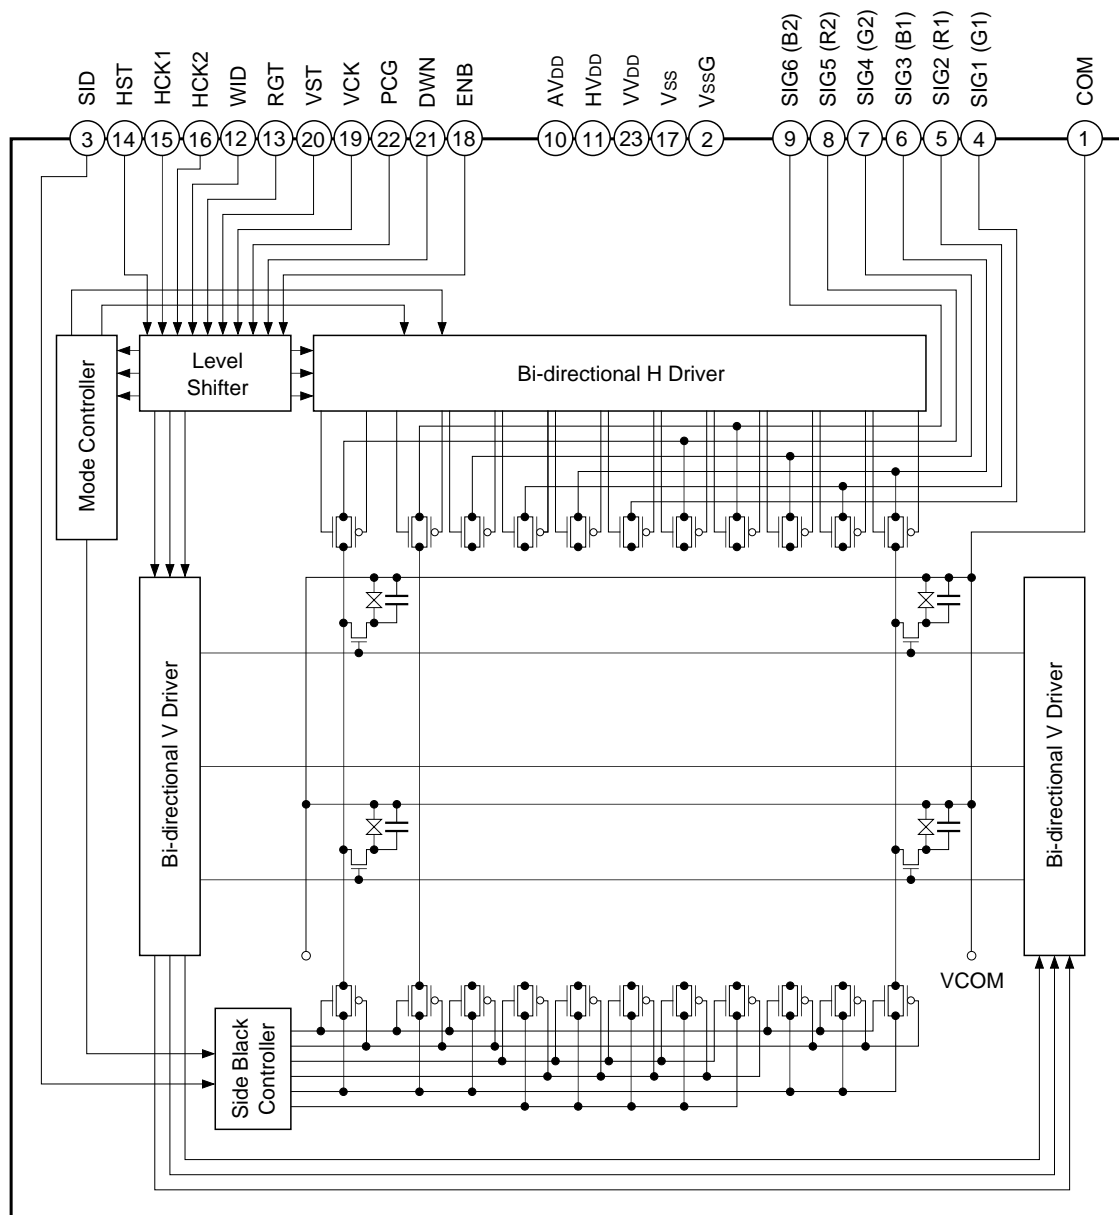 SID
HST
HCK1
HCK2
WID
RGT
VST
VCK
PCG
DWN
ENB
AVDD
HVDD
VVDD
Vss
VssG
SIG6 (B2)
SIG5 (R2)
SIG4 (G2)
SIG3 (B1)
SIG2 (R1)
SIG1 (G1)
COM
3
14
15
16
12
13
20
19
22
21
18
10
11
23
17
2
9
8
7
6
5
4
1
Mode Controller
Level
Shifter
Bi-directional H Driver
Bi-directional V Driver
Bi-directional V Driver
VCOM
Side Black
Controller